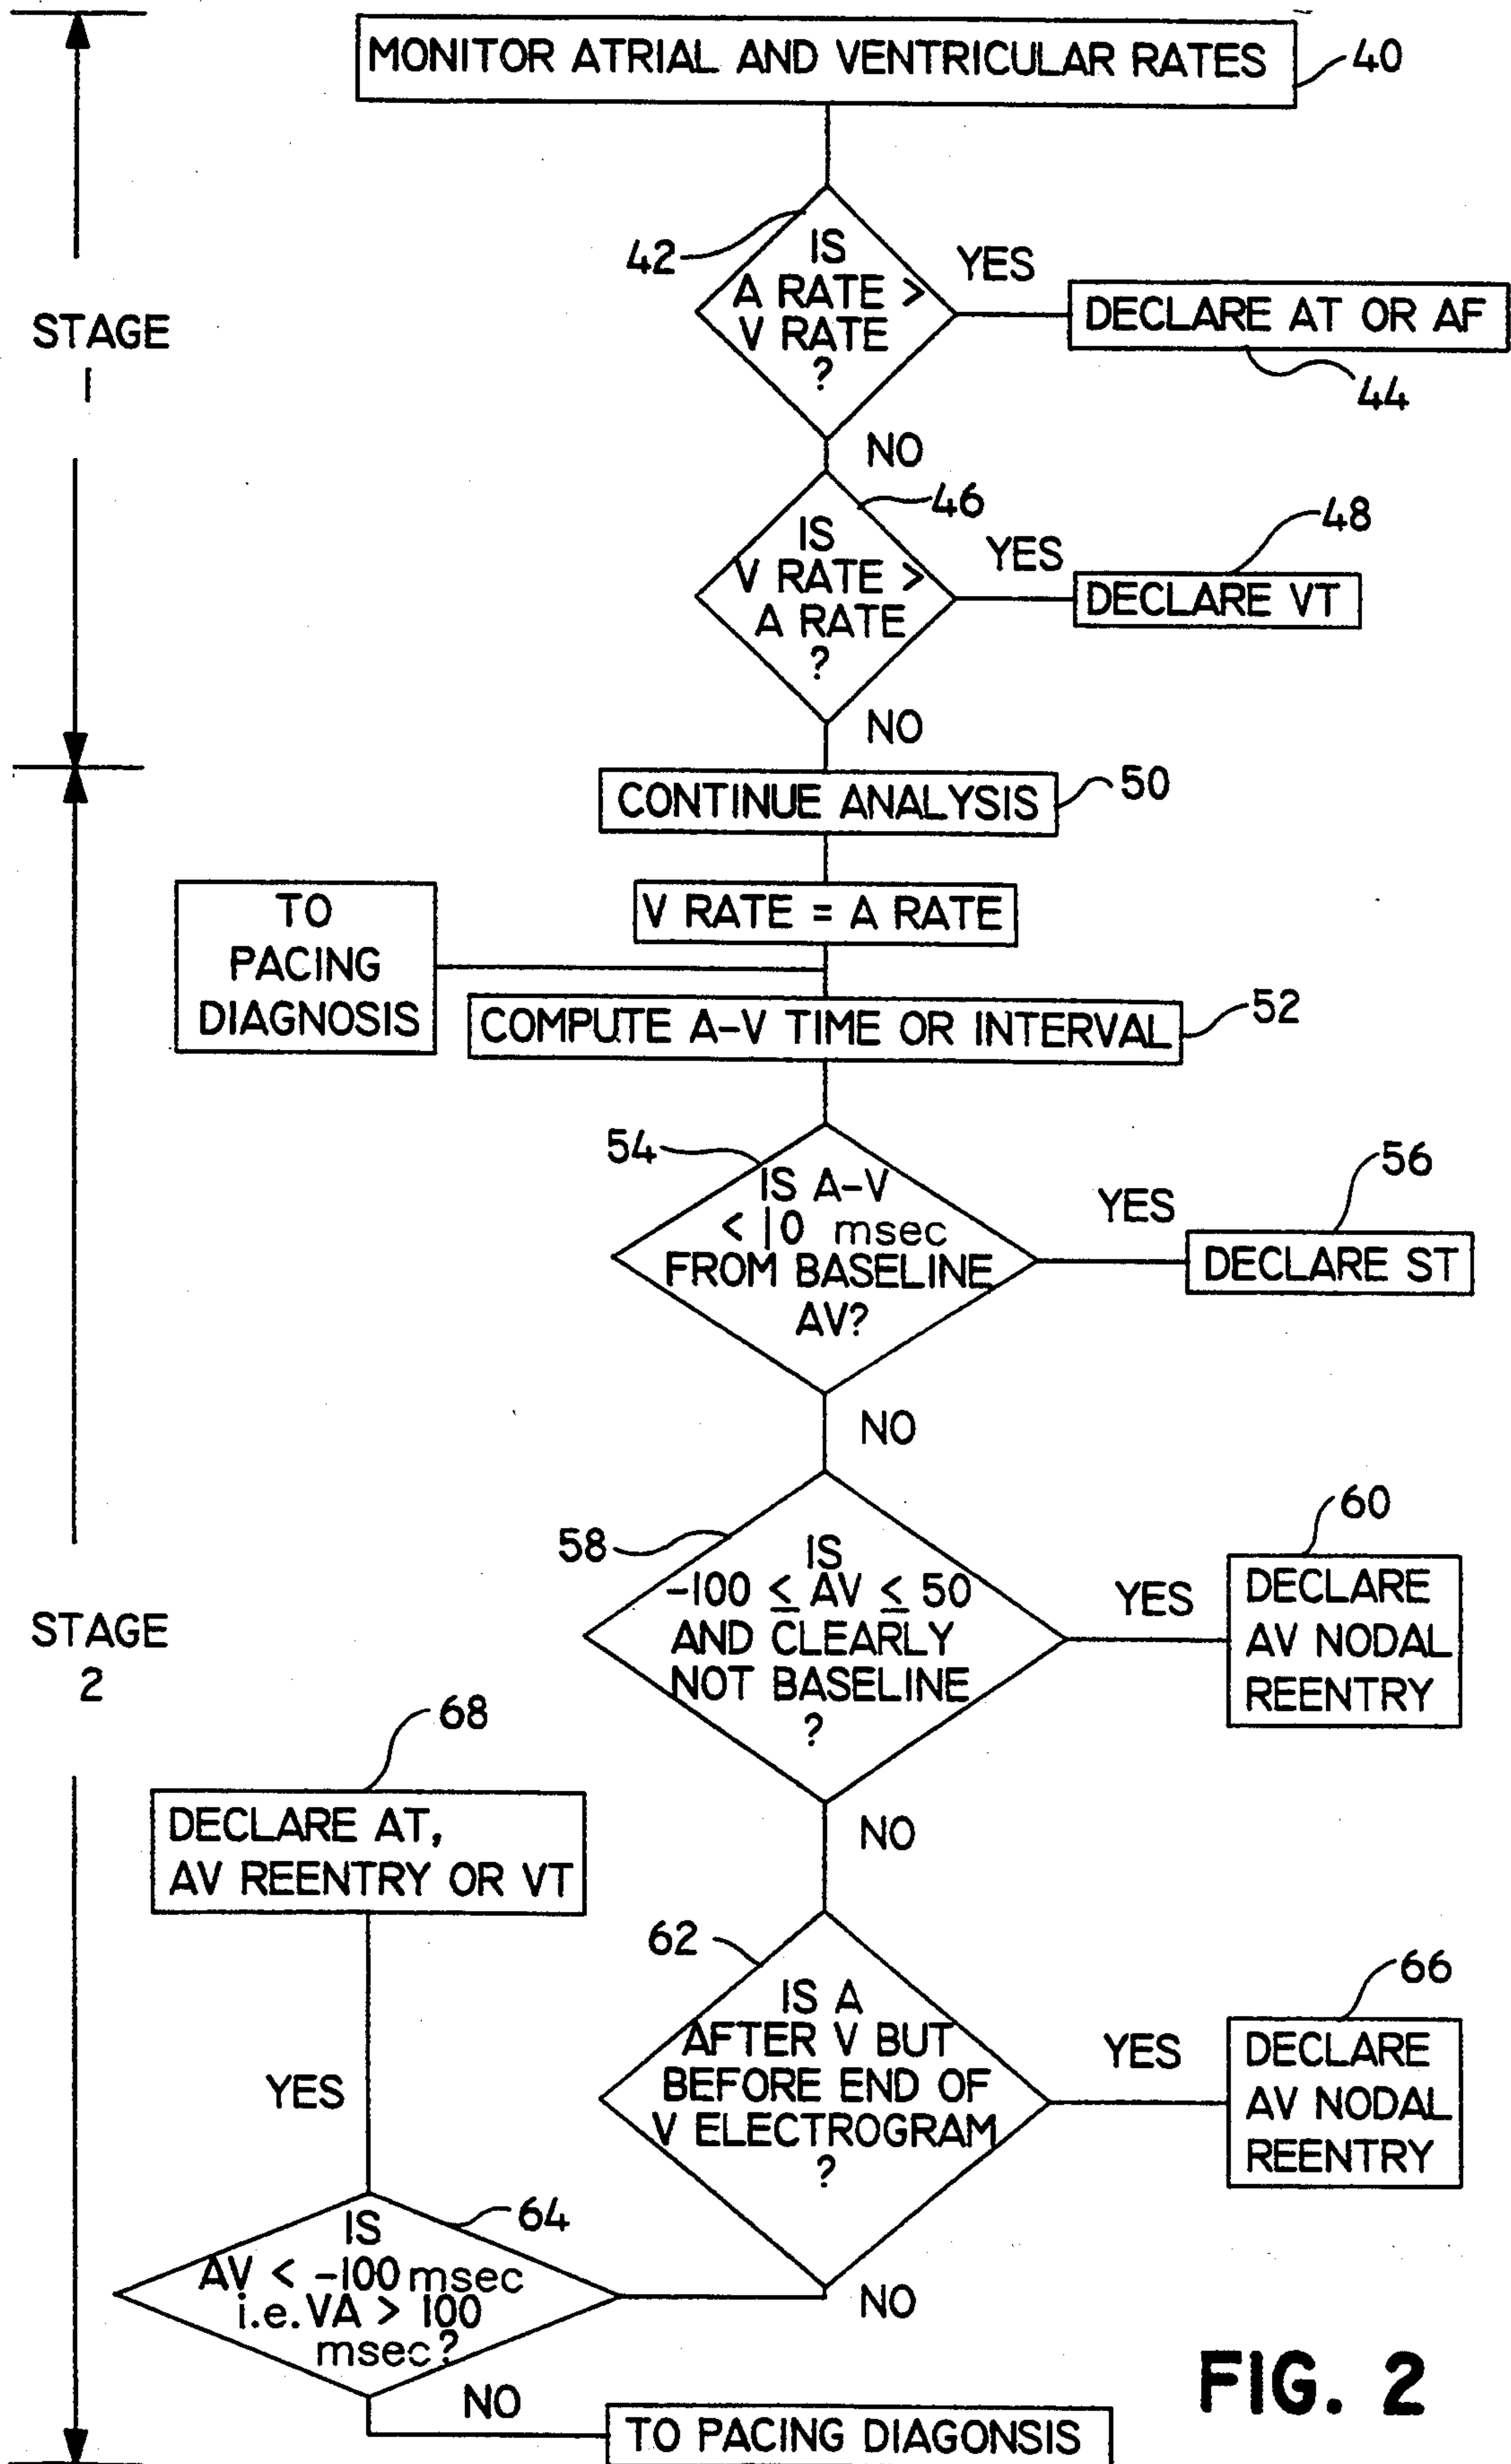 MONITOR ATRIAL AND VENTRICULAR RATES
40
42
IS
A RATE >
V RATE
?
YES
DECLARE AT OR AF
44
STAGE
1
NO
46
IS
V RATE >
A RATE
?
YES
48
DECLARE VT
NO
CONTINUE ANALYSIS
50
V RATE = A RATE
TO
PACING
DIAGNOSIS
COMPUTE A-V TIME OR INTERVAL
52
54
IS A-V
< 10 msec
FROM BASELINE
AV?
YES
56
DECLARE ST
NO
58
IS
-100 ≤ AV ≤ 50
AND CLEARLY
NOT BASELINE
?
YES
60
DECLARE
AV NODAL
REENTRY
STAGE
2
NO
68
DECLARE AT,
AV REENTRY OR VT
62
IS A
AFTER V BUT
BEFORE END OF
V ELECTROGRAM
?
YES
66
DECLARE
AV NODAL
REENTRY
YES
NO
64
IS
AV < -100 msec
i.e. VA > 100
msec?
NO
TO PACING DIAGONSIS
FIG. 2